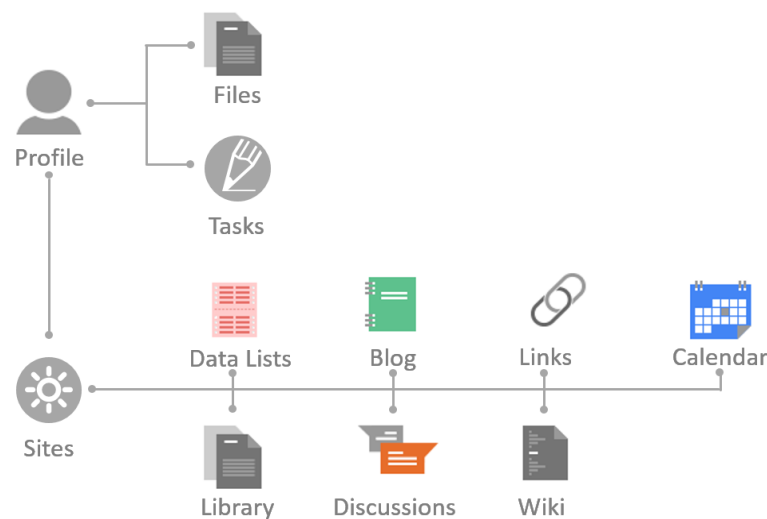 Files
Profile
Tasks
Data Lists
Blog
Links
Calendar
Sites
Library
Discussions
Wiki